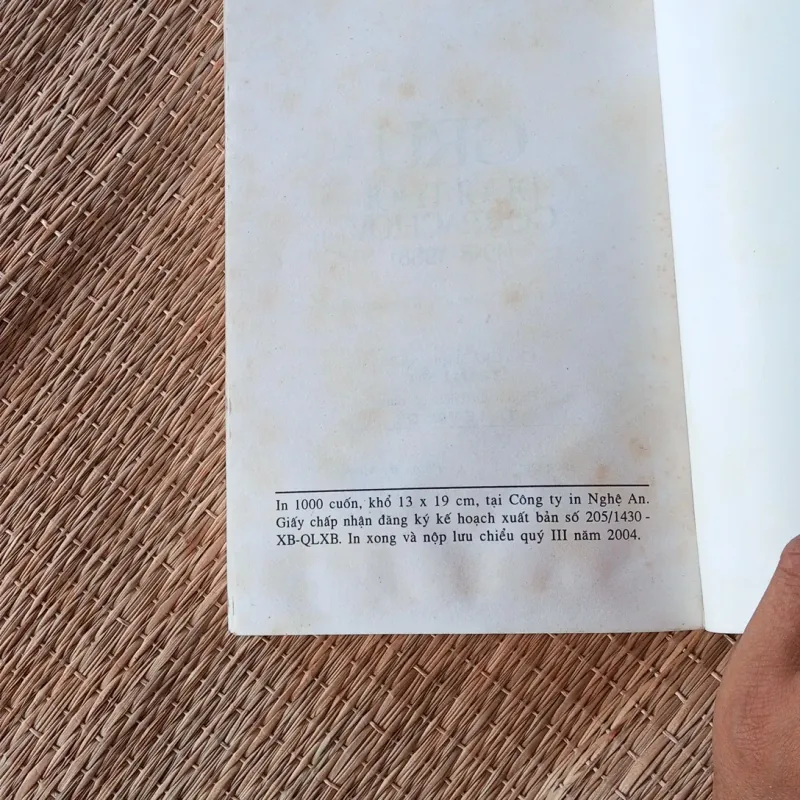 In 1000 cuốn, khổ 13 x 19 cm, tại Công ty in Nghệ An.
Giấy chấp nhận đăng ký kế hoạch xuất bản số 205/1430 -
XB-QLXB. In xong và nộp lưu chiểu quý III năm 2004.